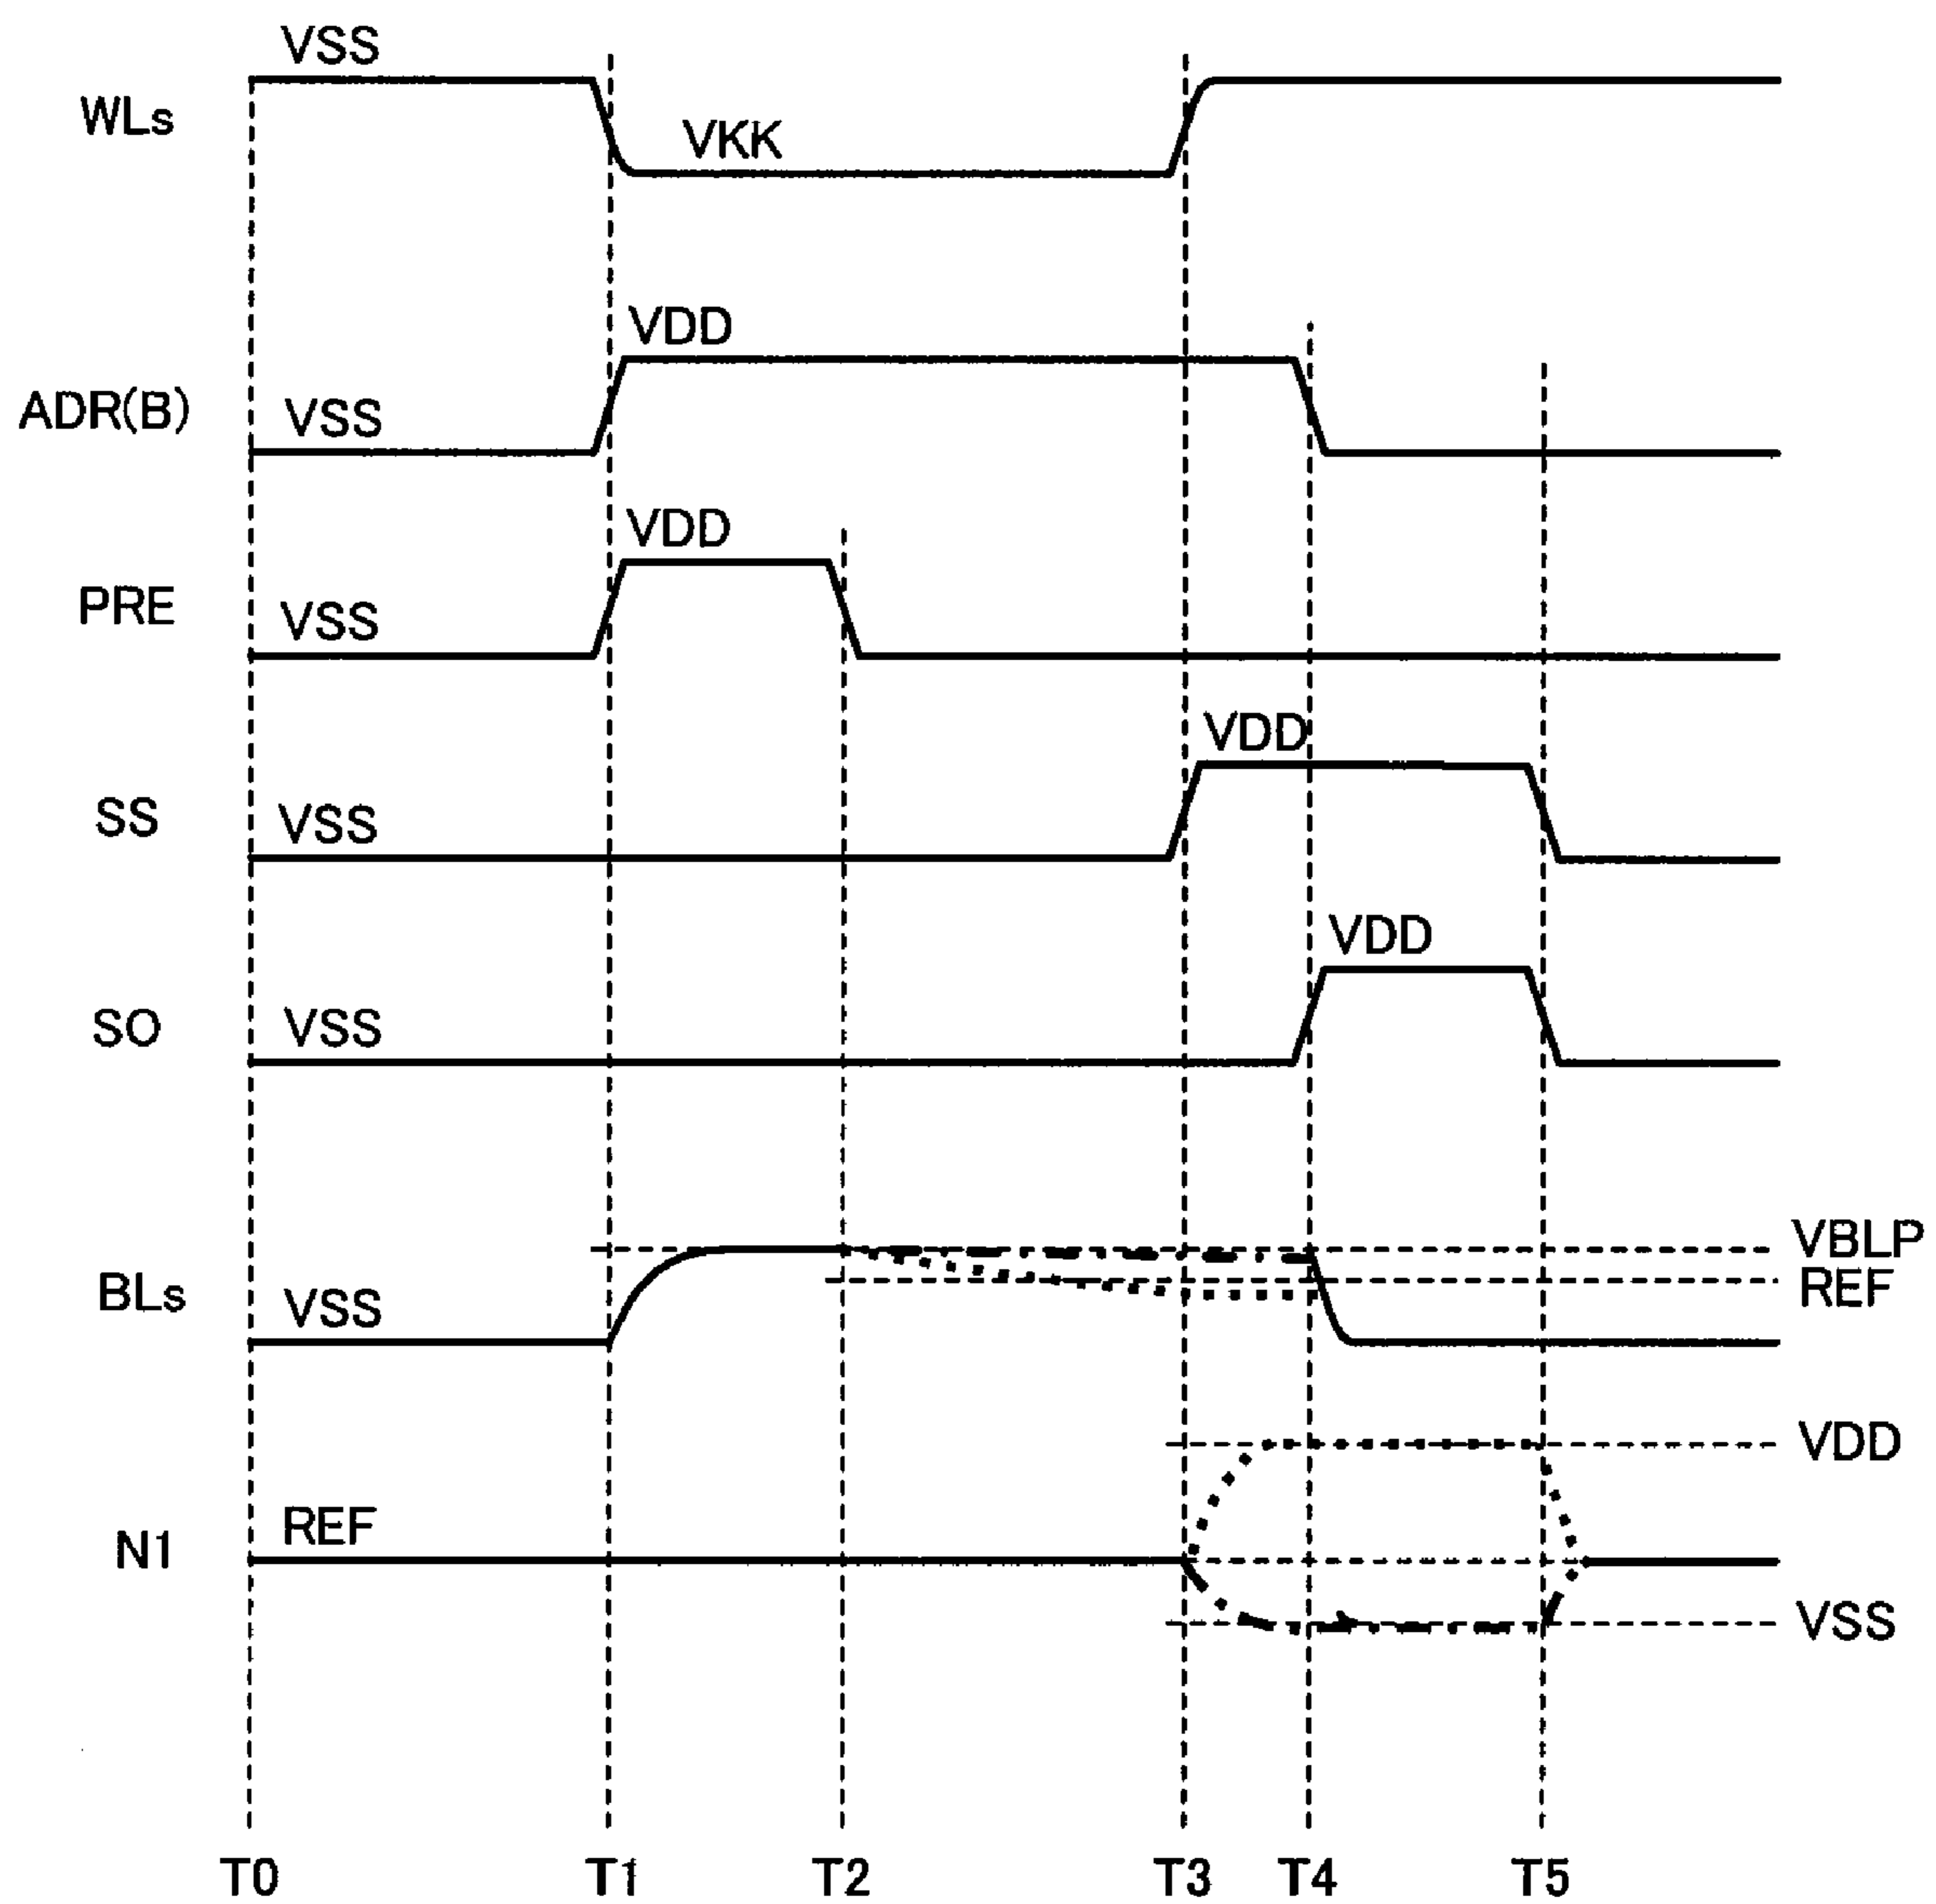 VSS
WLs
VKK
VDD
ADR(B)
VSS
VDD
PRE
VSS
VDD
SS
VSS
VDD
SO
VSS
VBLP
BLs
VSS
REF
VDD
N1
REF
VSS
T0 T1 T2 T3 T4 T5